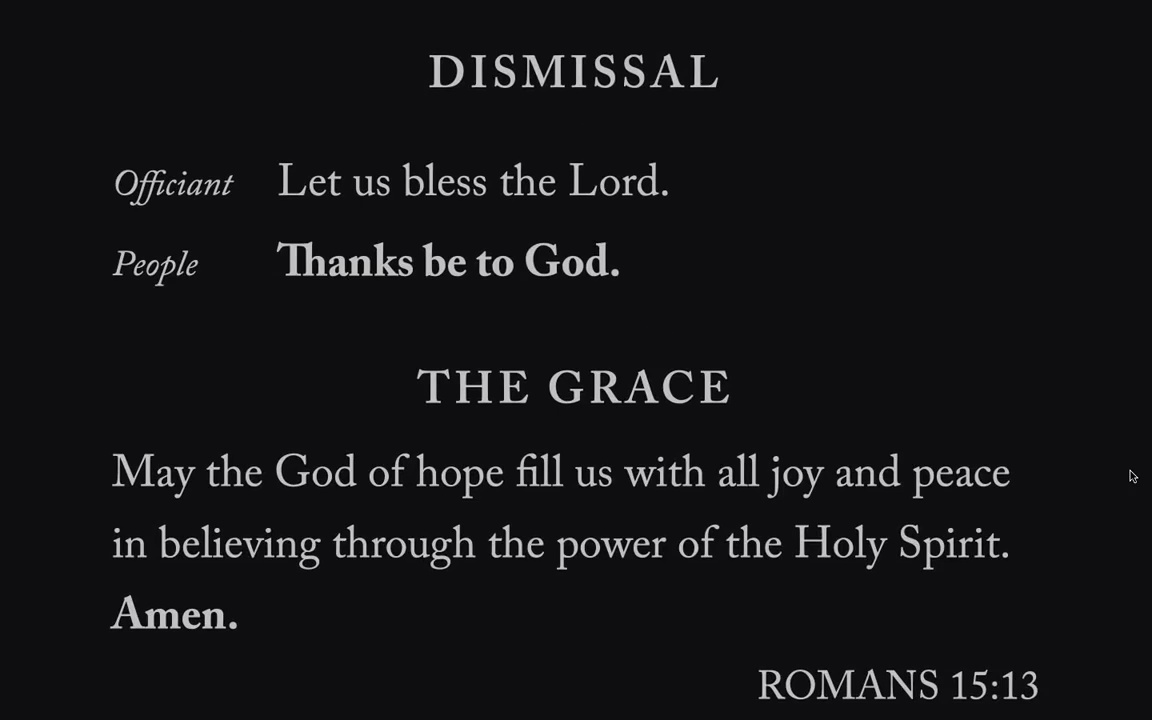 DISMISSAL
Officiant Let us bless the Lord.
People Thanks be to God.
THE GRACE
May the God of hope fill us with all joy and peace
in believing through the power of the Holy Spirit.
Amen.
ROMANS 15:13